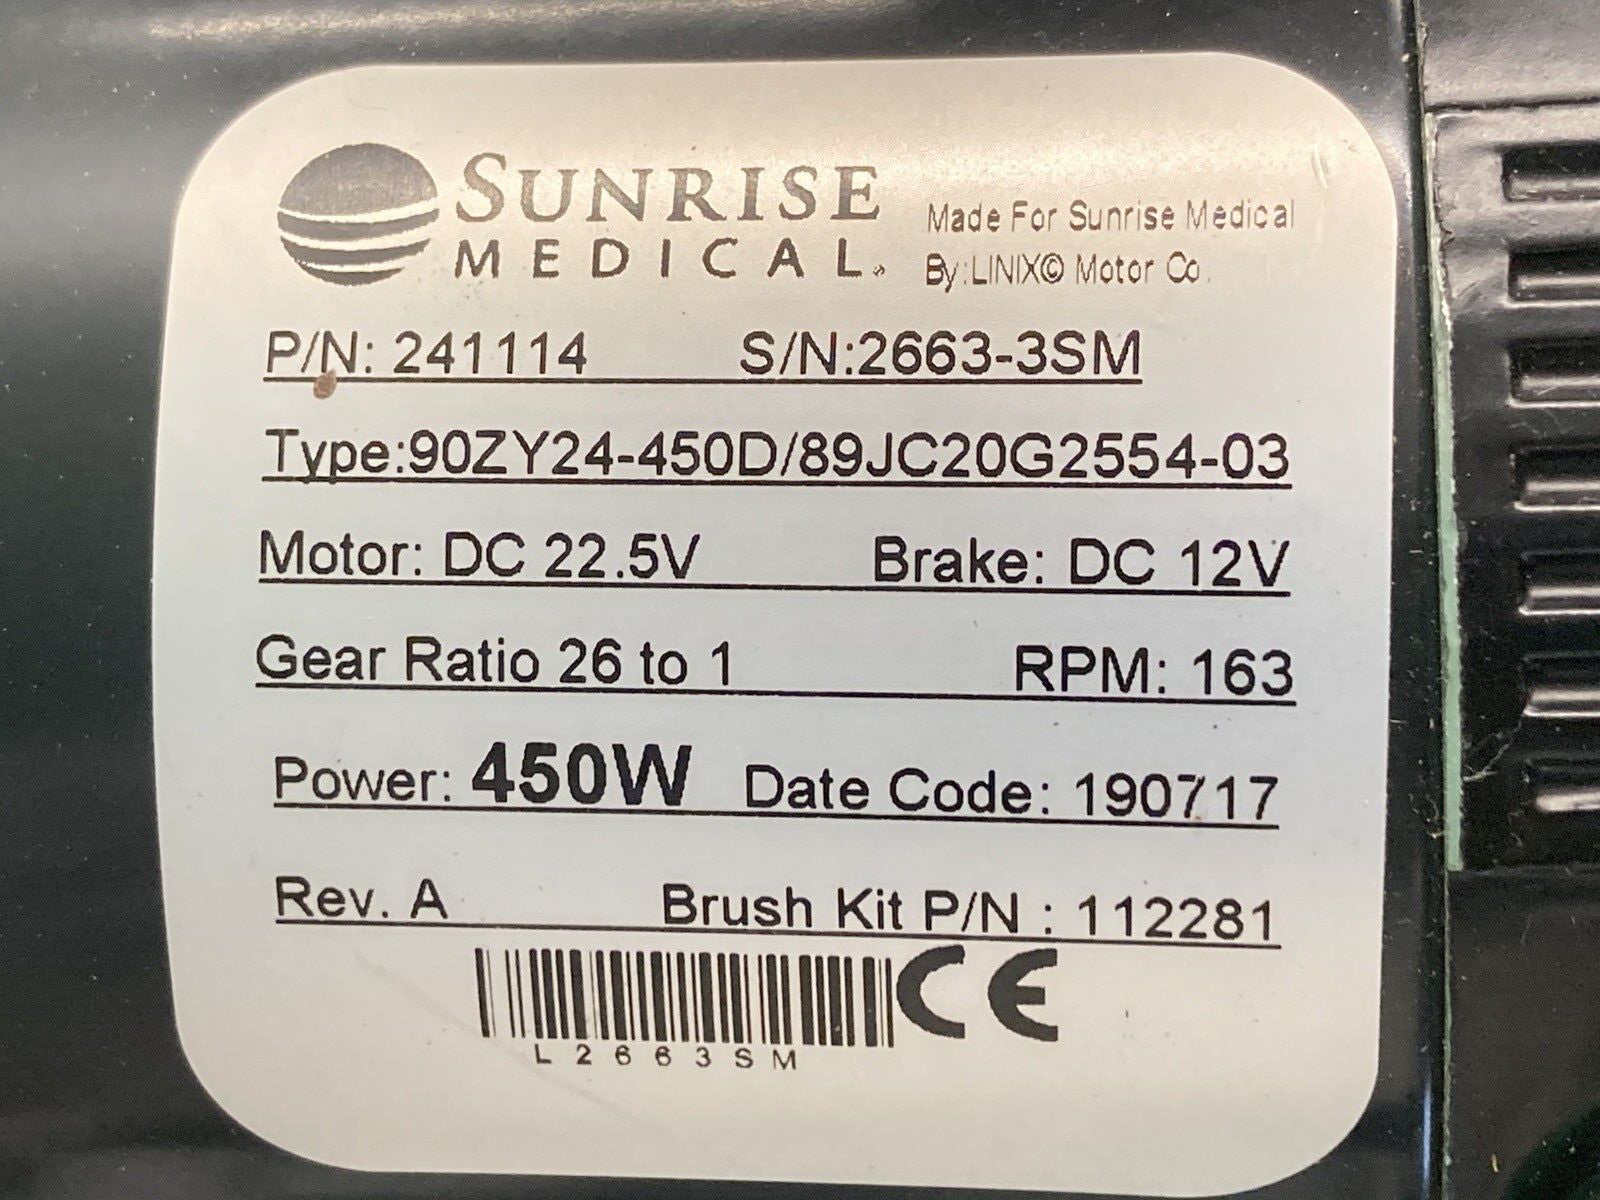 SUNRISE
MEDICAL®
Made For Sunrise Medical
By:LINIX© Motor Co.
P/N: 241114 S/N:2663-3SM
Type:90ZY24-450D/89JC20G2554-03
Motor: DC 22.5V Brake: DC 12V
Gear Ratio 26 to 1 RPM: 163
Power: 450W Date Code: 190717
Rev. A Brush Kit P/N : 112281
CE
L2663SM